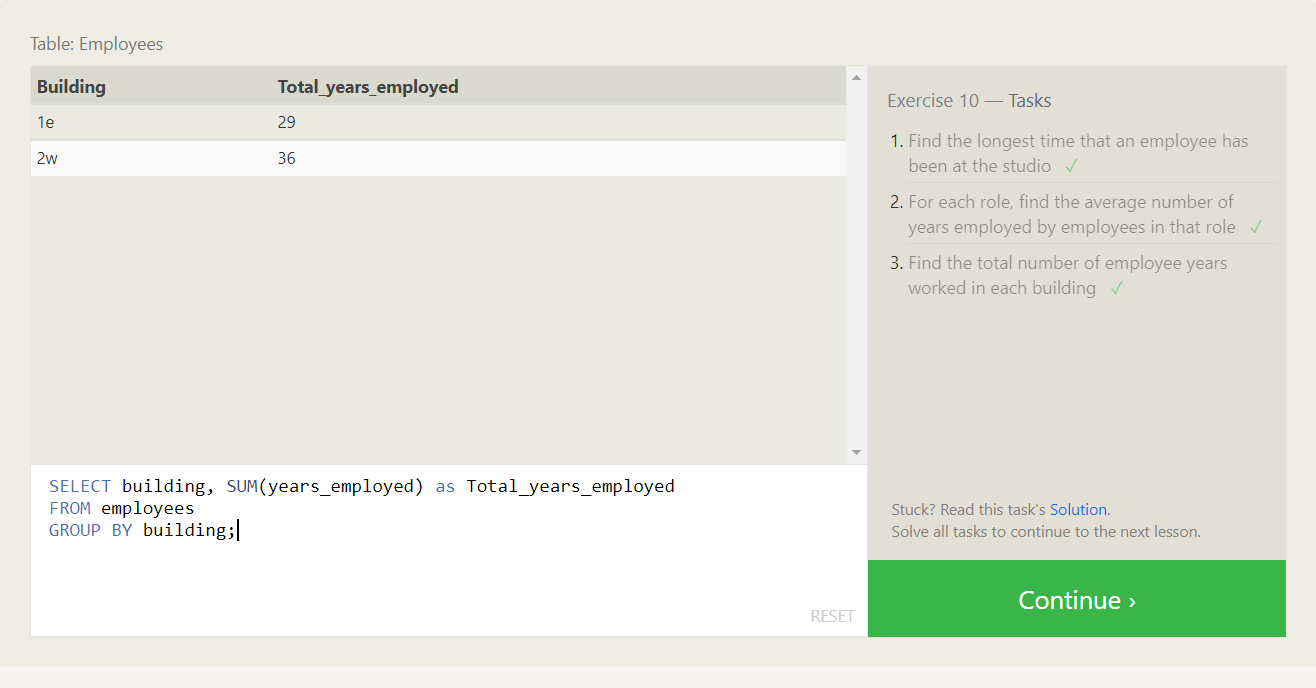 Table: Employees
Building Total_years_employed
1e 29
2w 36
SELECT building, SUM(years_employed) as Total_years_employed
FROM employees
GROUP BY building;
RESET
Exercise 10 — Tasks
1. Find the longest time that an employee has
been at the studio ✓
2. For each role, find the average number of
years employed by employees in that role ✓
3. Find the total number of employee years
worked in each building ✓
Stuck? Read this task's Solution.
Solve all tasks to continue to the next lesson.
Continue ›